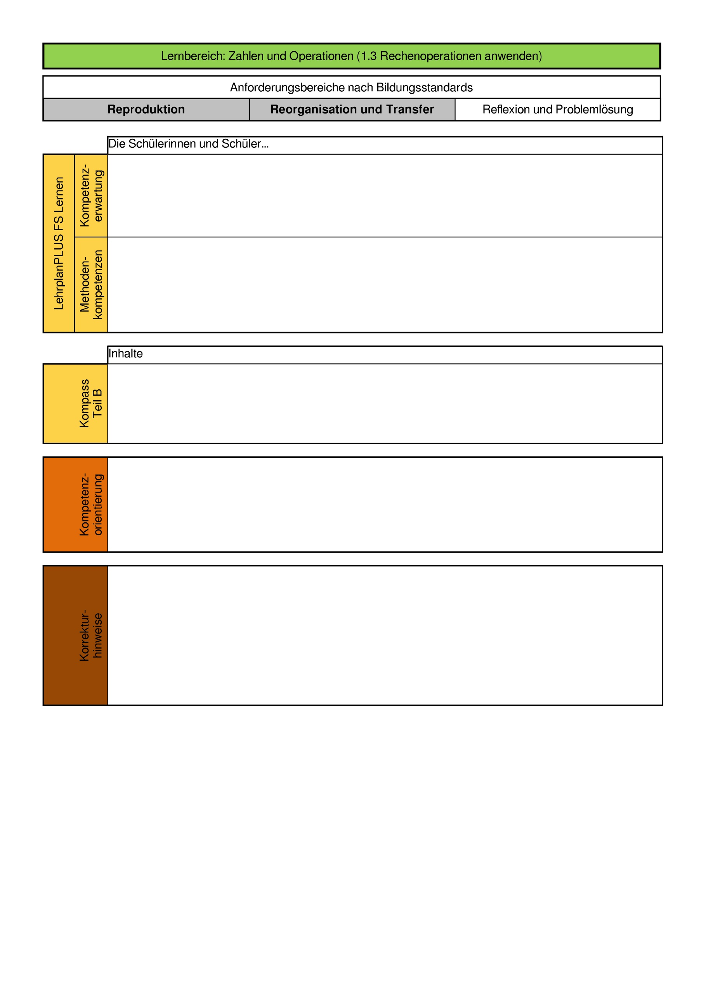 Lernbereich: Zahlen und Operationen (1.3 Rechenoperationen anwenden)
Anforderungsbereiche nach Bildungsstandards
Reproduktion
Reorganisation und Transfer
Reflexion und Problemlösung
Die Schülerinnen und Schüler...
LehrplanPLUS FS Lernen
Kompetenz-
erwartung
Methoden-
kompetenzen
Inhalte
Kompass
Teil B
Kompetenz-
orientierung
Korrektur-
hinweise